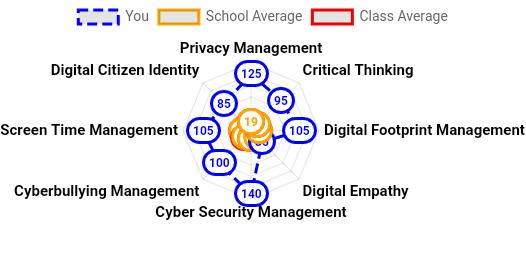 You School Average Class Average
Privacy Management
Digital Citizen Identity Critical Thinking
125
85 95
19
Screen Time Management 105 105 Digital Footprint Management
100
Cyberbullying Management 140 Digital Empathy
Cyber Security Management